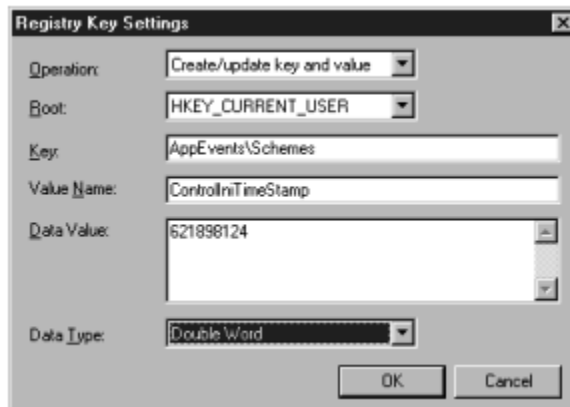 Registry Key Settings
Operation: Create/update key and value
Root: HKEY_CURRENT_USER
Key: AppEvents\Schemes
Value Name: ControlIniTimeStamp
Data Value: 621898124
Data Type: Double Word
OK Cancel